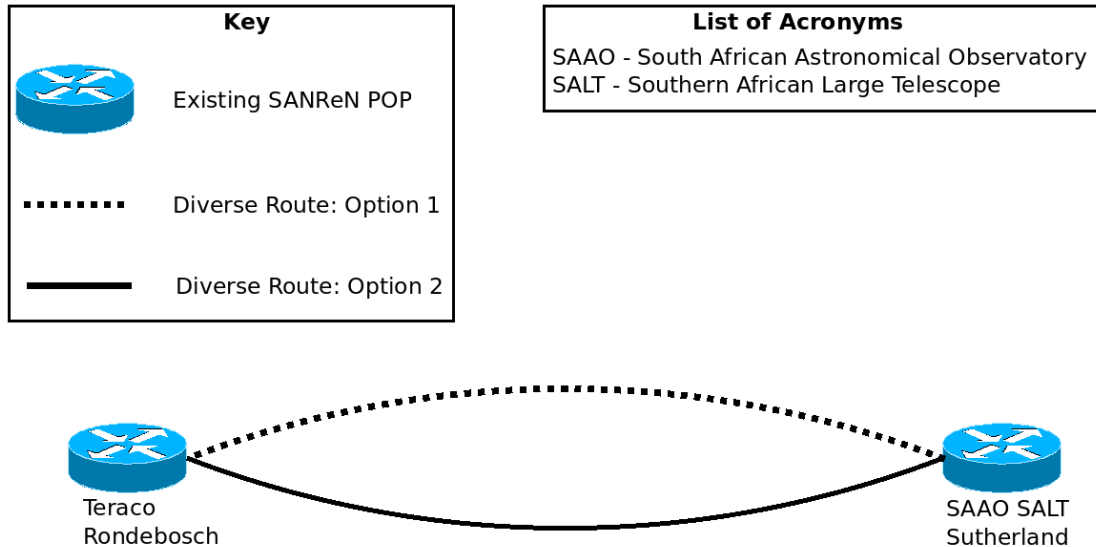 Key
Existing SANReN POP
Diverse Route: Option 1
Diverse Route: Option 2
List of Acronyms
SAAO - South African Astronomical Observatory
SALT - Southern African Large Telescope
Teraco
Rondebosch
SAAO SALT
Sutherland